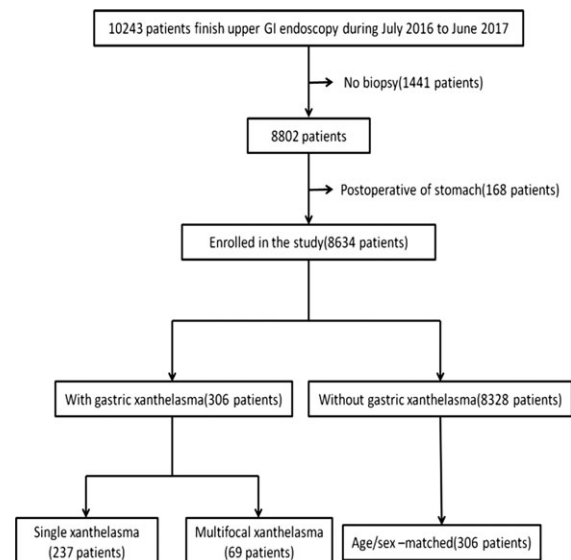 10243 patients finish upper GI endoscopy during July 2016 to June 2017
No biopsy(1441 patients)
8802 patients
Postoperative of stomach(168 patients)
Enrolled in the study(8634 patients)
With gastric xanthelasma(306 patients)
Without gastric xanthelasma(8328 patients)
Single xanthelasma
(237 patients)
Multifocal xanthelasma
(69 patients)
Age/sex –matched(306 patients)